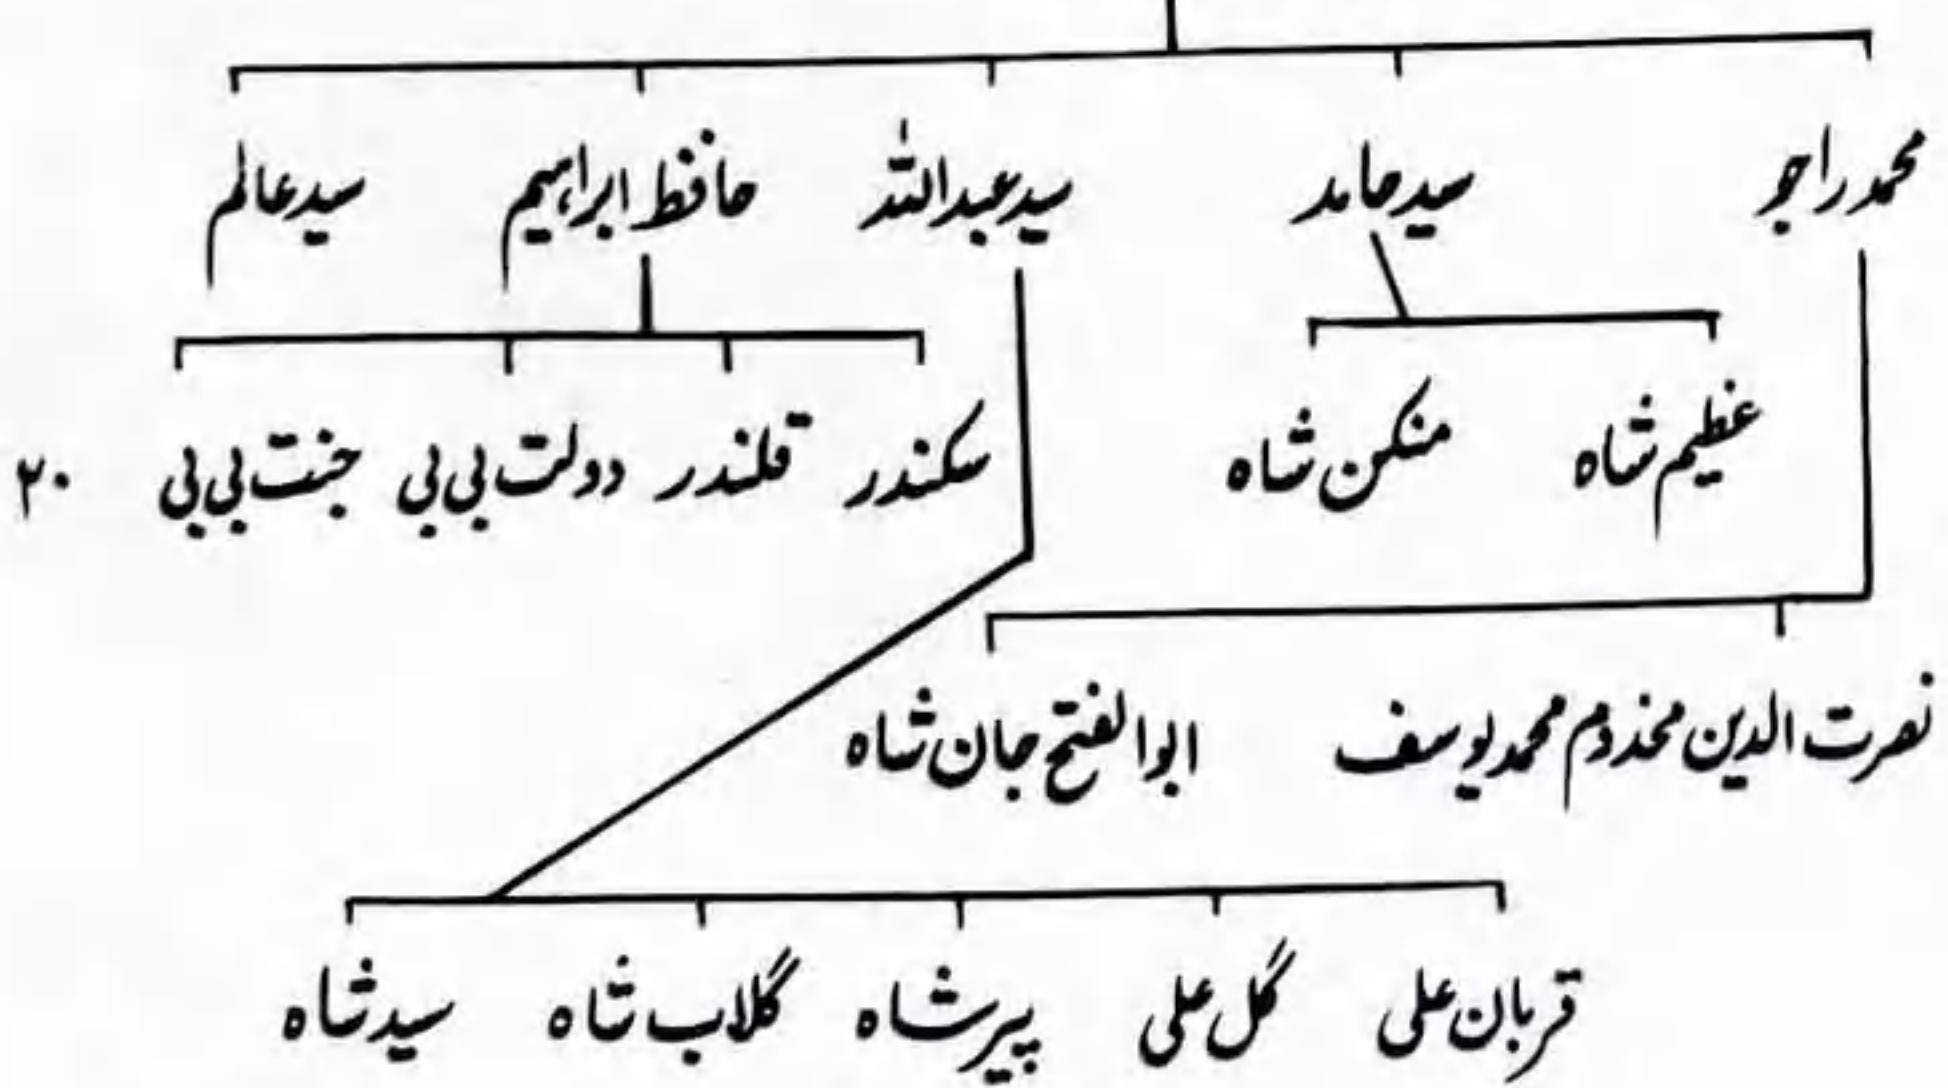 محمد راجو سید حامد سید عبداللہ حافظ ابراہیم سید عالم
عظیم شاہ منکن شاہ سکندر قلندر دولت بی بی جنت بی بی ۲۰
نصرت الدین مخدوم محمد یوسف ابوالفتح جان شاہ
قربان علی گل علی پیر شاہ گلاب شاہ سید شاہ